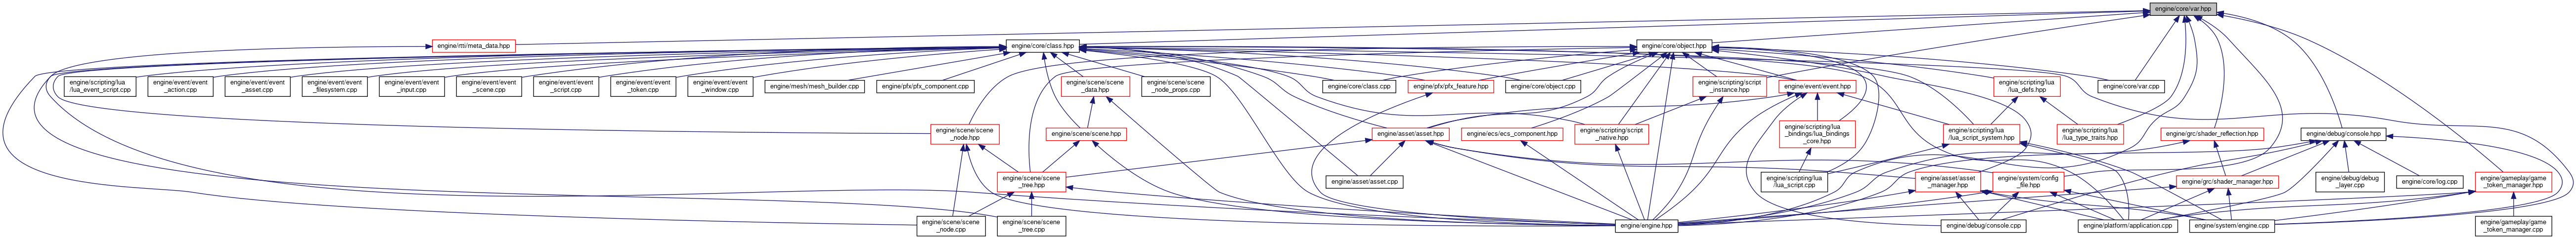 engine/core/var.hpp
engine/rtti/meta_data.hpp
engine/core/class.hpp
engine/core/object.hpp
engine/scripting/lua
/lua_event_script.cpp
engine/event/event
_action.cpp
engine/event/event
_asset.cpp
engine/event/event
_filesystem.cpp
engine/event/event
_input.cpp
engine/event/event
_scene.cpp
engine/event/event
_script.cpp
engine/event/event
_token.cpp
engine/event/event
_window.cpp
engine/mesh/mesh_builder.cpp
engine/pfx/pfx_component.cpp
engine/scene/scene
_data.hpp
engine/scene/scene
_node_props.cpp
engine/core/class.cpp
engine/pfx/pfx_feature.hpp
engine/core/object.cpp
engine/scripting/script
_instance.hpp
engine/event/event.hpp
engine/scripting/lua
/lua_defs.hpp
engine/core/var.cpp
engine/scene/scene
_node.hpp
engine/scene/scene.hpp
engine/asset/asset.hpp
engine/ecs/ecs_component.hpp
engine/scripting/script
_native.hpp
engine/scripting/lua
_bindings/lua_bindings
_core.hpp
engine/scripting/lua
/lua_script_system.hpp
engine/scripting/lua
/lua_type_traits.hpp
engine/grc/shader_reflection.hpp
engine/debug/console.hpp
engine/scene/scene
_tree.hpp
engine/asset/asset.cpp
engine/scripting/lua
/lua_script.cpp
engine/asset/asset
_manager.hpp
engine/system/config
_file.hpp
engine/grc/shader_manager.hpp
engine/debug/debug
_layer.cpp
engine/core/log.cpp
engine/gameplay/game
_token_manager.hpp
engine/scene/scene
_node.cpp
engine/scene/scene
_tree.cpp
engine/engine.hpp
engine/debug/console.cpp
engine/platform/application.cpp
engine/system/engine.cpp
engine/gameplay/game
_token_manager.cpp